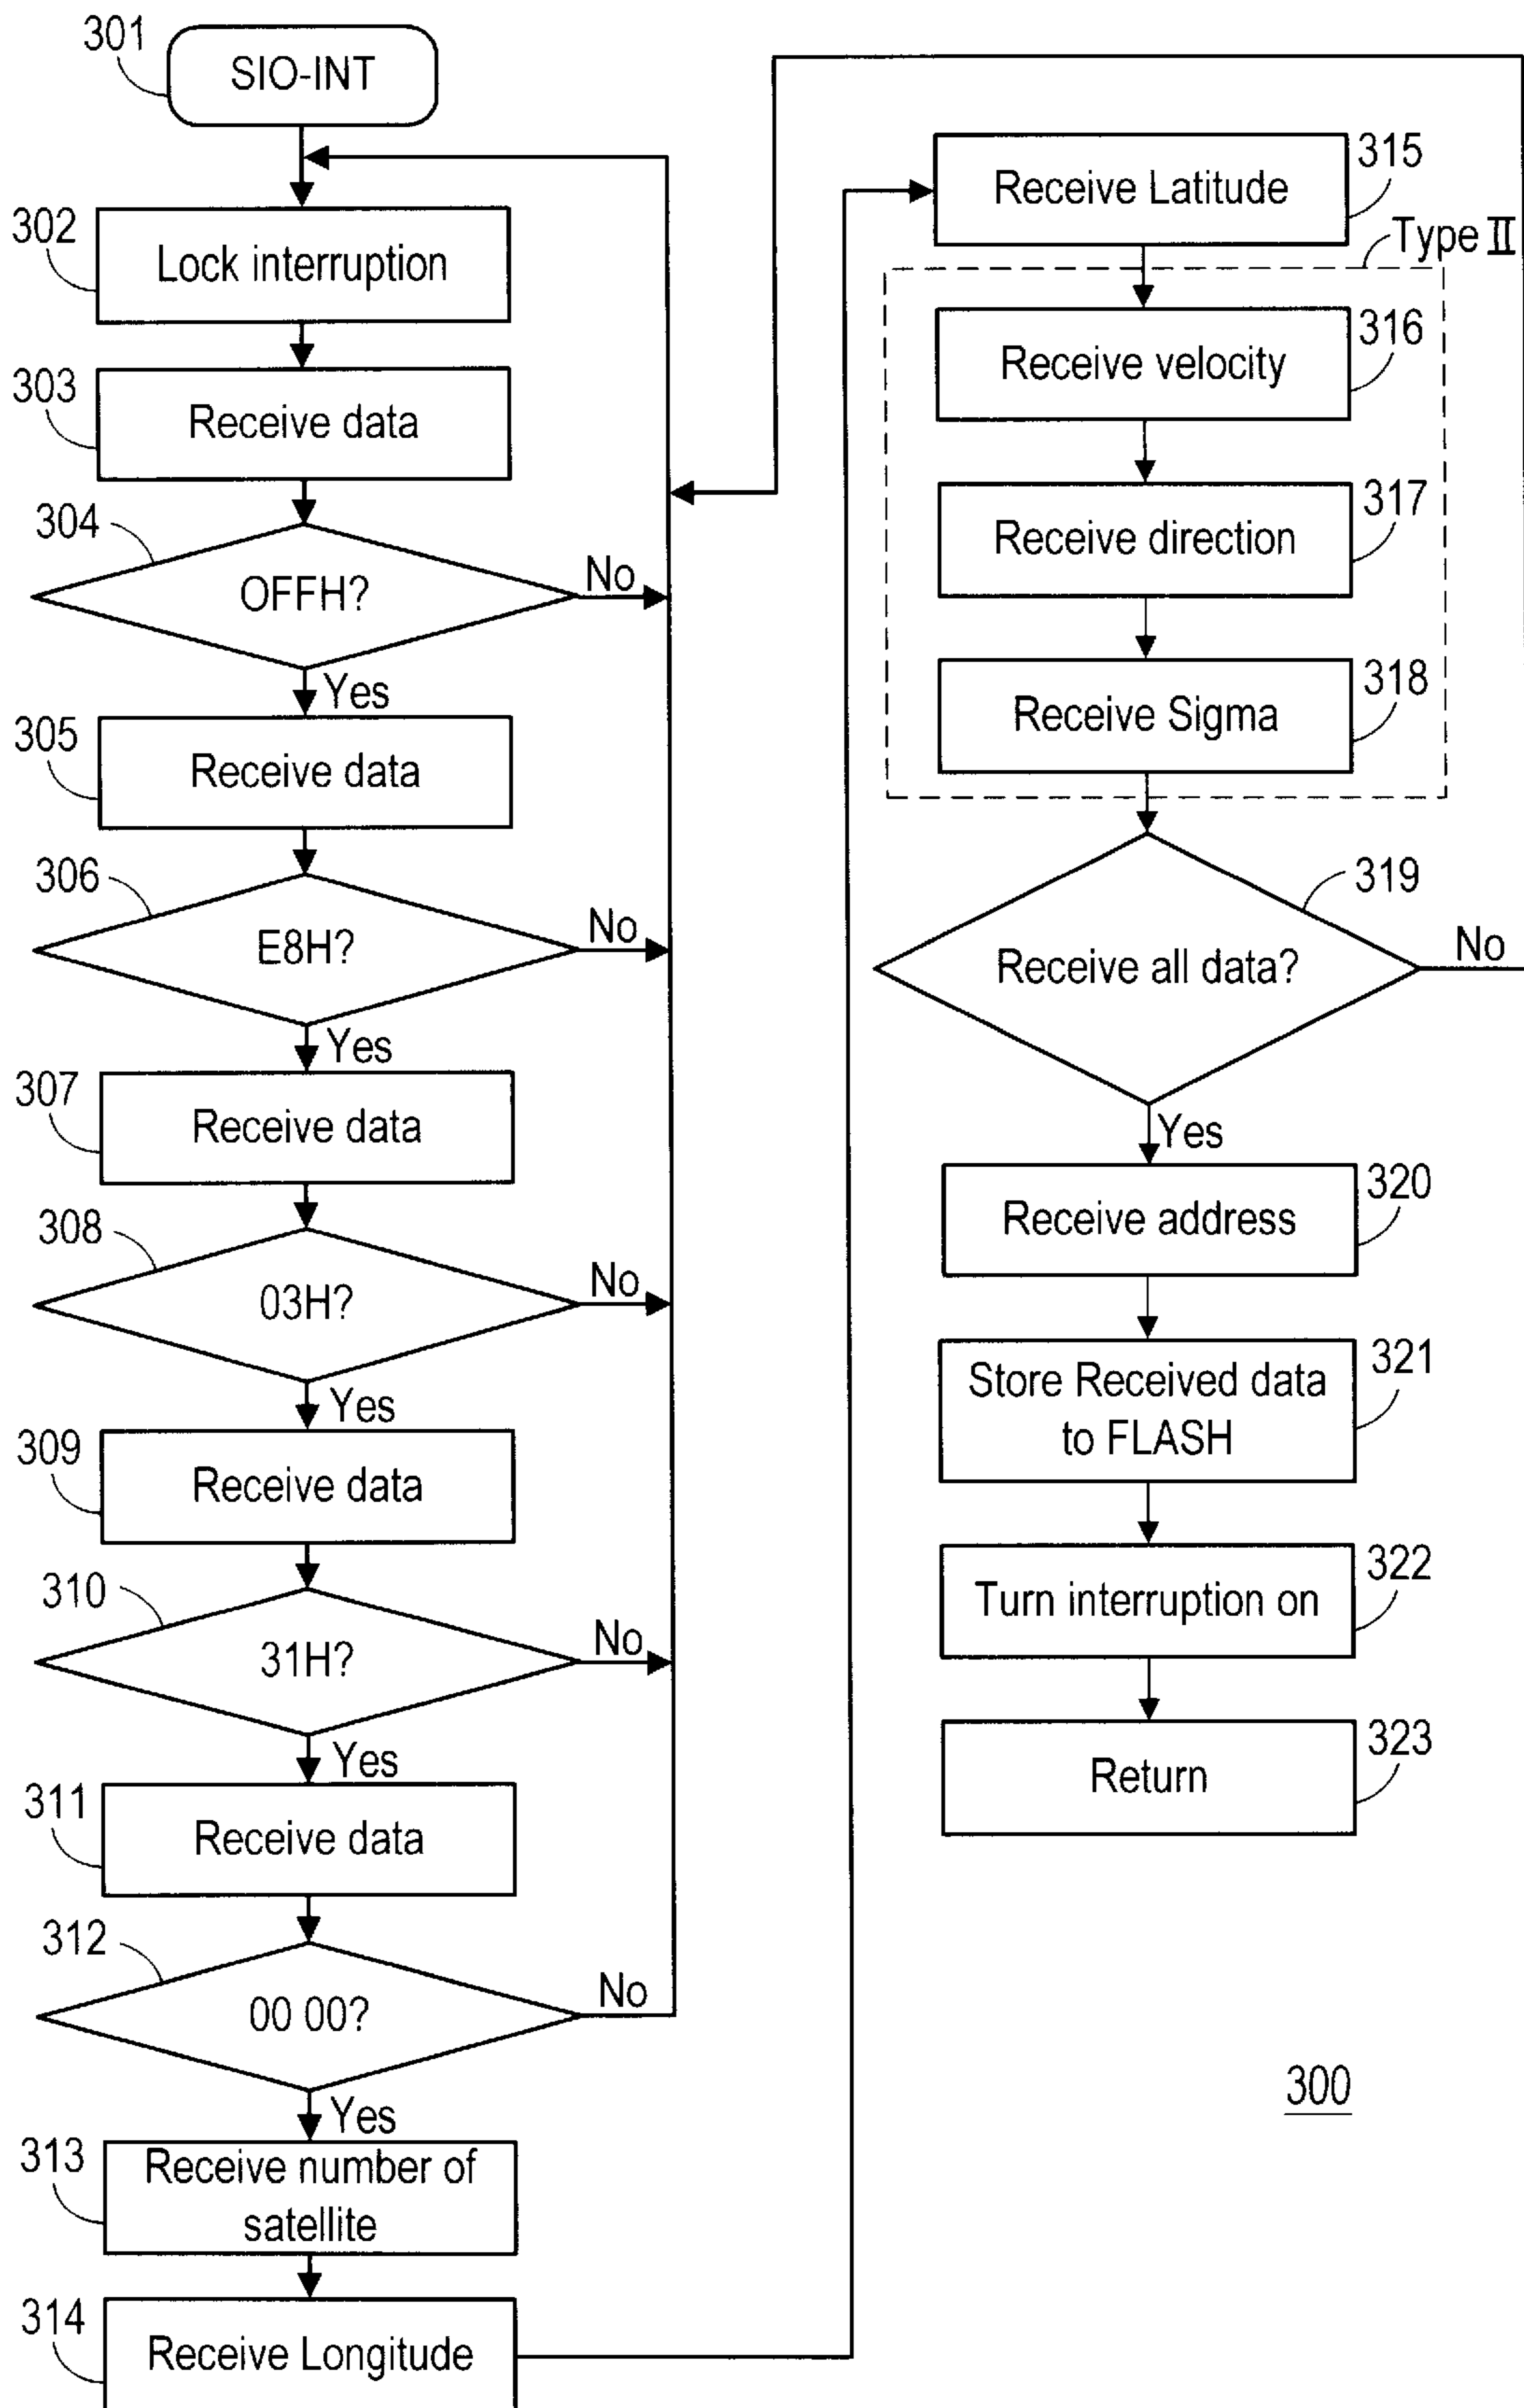 301
SIO-INT
302
Lock interruption
303
Receive data
304
OFFH?
No
Yes
305
Receive data
306
E8H?
No
Yes
307
Receive data
308
03H?
No
Yes
309
Receive data
310
31H?
No
Yes
311
Receive data
312
00 00?
No
Yes
313
Receive number of
satellite
314
Receive Longitude
315
Receive Latitude
Type II
316
Receive velocity
317
Receive direction
318
Receive Sigma
319
Receive all data?
No
Yes
320
Receive address
321
Store Received data
to FLASH
322
Turn interruption on
323
Return
300